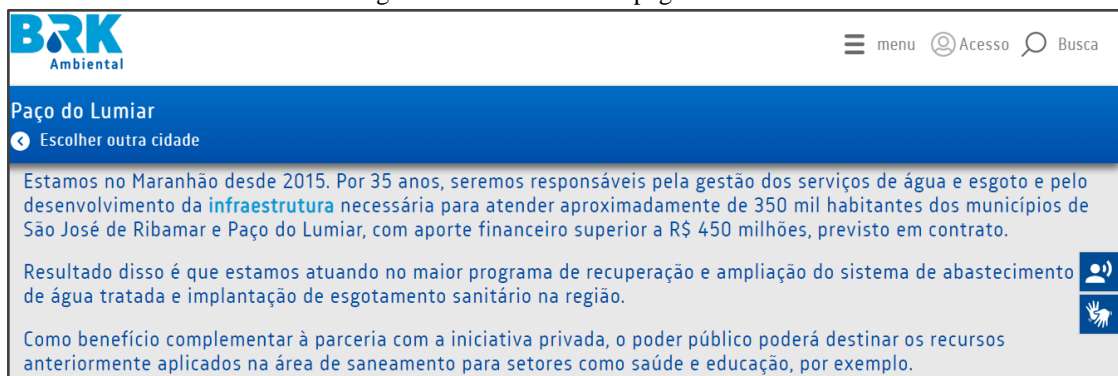 BRK
Ambiental
menu Acesso Busca
Paço do Lumiar
Escolher outra cidade
Estamos no Maranhão desde 2015. Por 35 anos, seremos responsáveis pela gestão dos serviços de água e esgoto e pelo
desenvolvimento da infraestrutura necessária para atender aproximadamente de 350 mil habitantes dos municípios de
São José de Ribamar e Paço do Lumiar, com aporte financeiro superior a R$ 450 milhões, previsto em contrato.
Resultado disso é que estamos atuando no maior programa de recuperação e ampliação do sistema de abastecimento
de água tratada e implantação de esgotamento sanitário na região.
Como benefício complementar à parceria com a iniciativa privada, o poder público poderá destinar os recursos
anteriormente aplicados na área de saneamento para setores como saúde e educação, por exemplo.